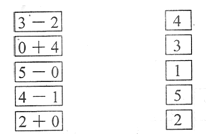 3 − 2 4
0 + 4 3
5 − 0 1
4 − 1 5
2 + 0 2